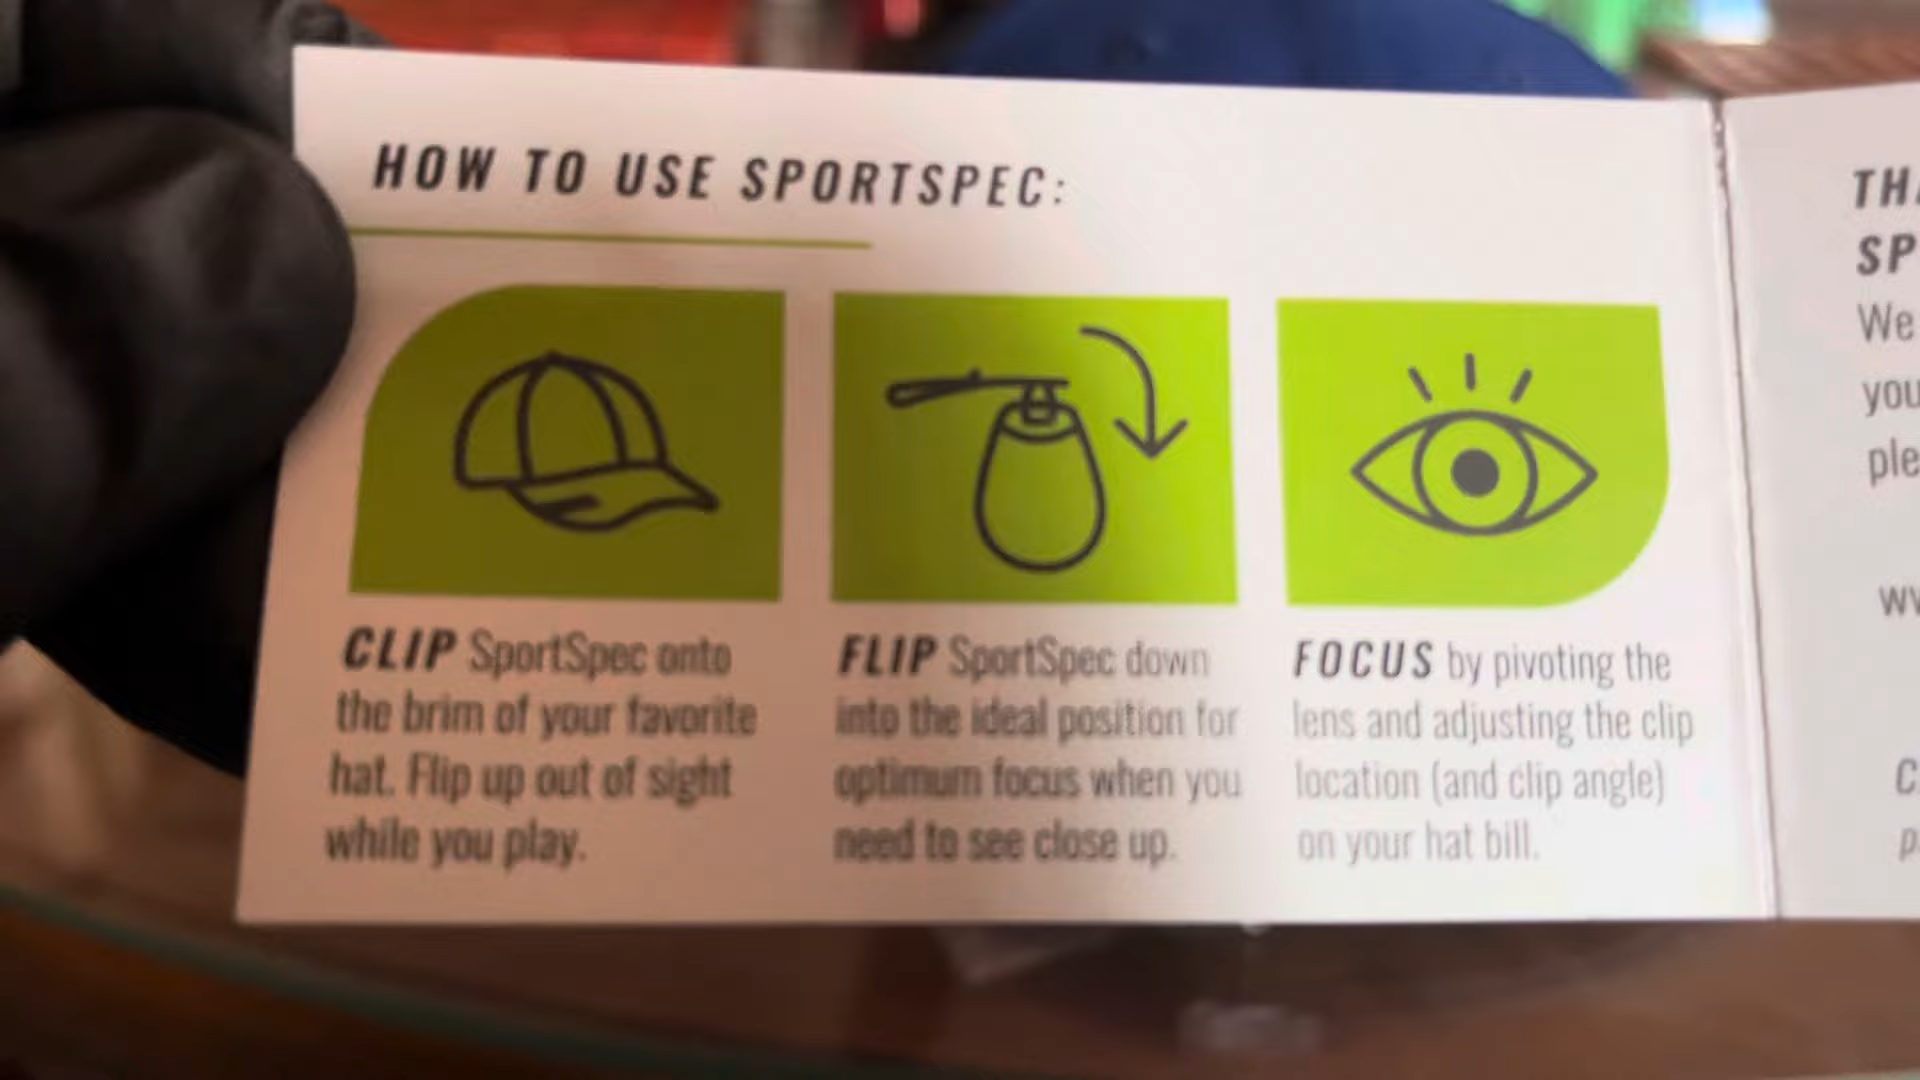 HOW TO USE SPORTSPEC:
CLIP SportSpec onto
the brim of your favorite
hat. Flip up out of sight
while you play.
FLIP SportSpec down
into the ideal position for
optimum focus when you
need to see close up.
FOCUS by pivoting the
lens and adjusting the clip
location (and clip angle)
on your hat bill.
We